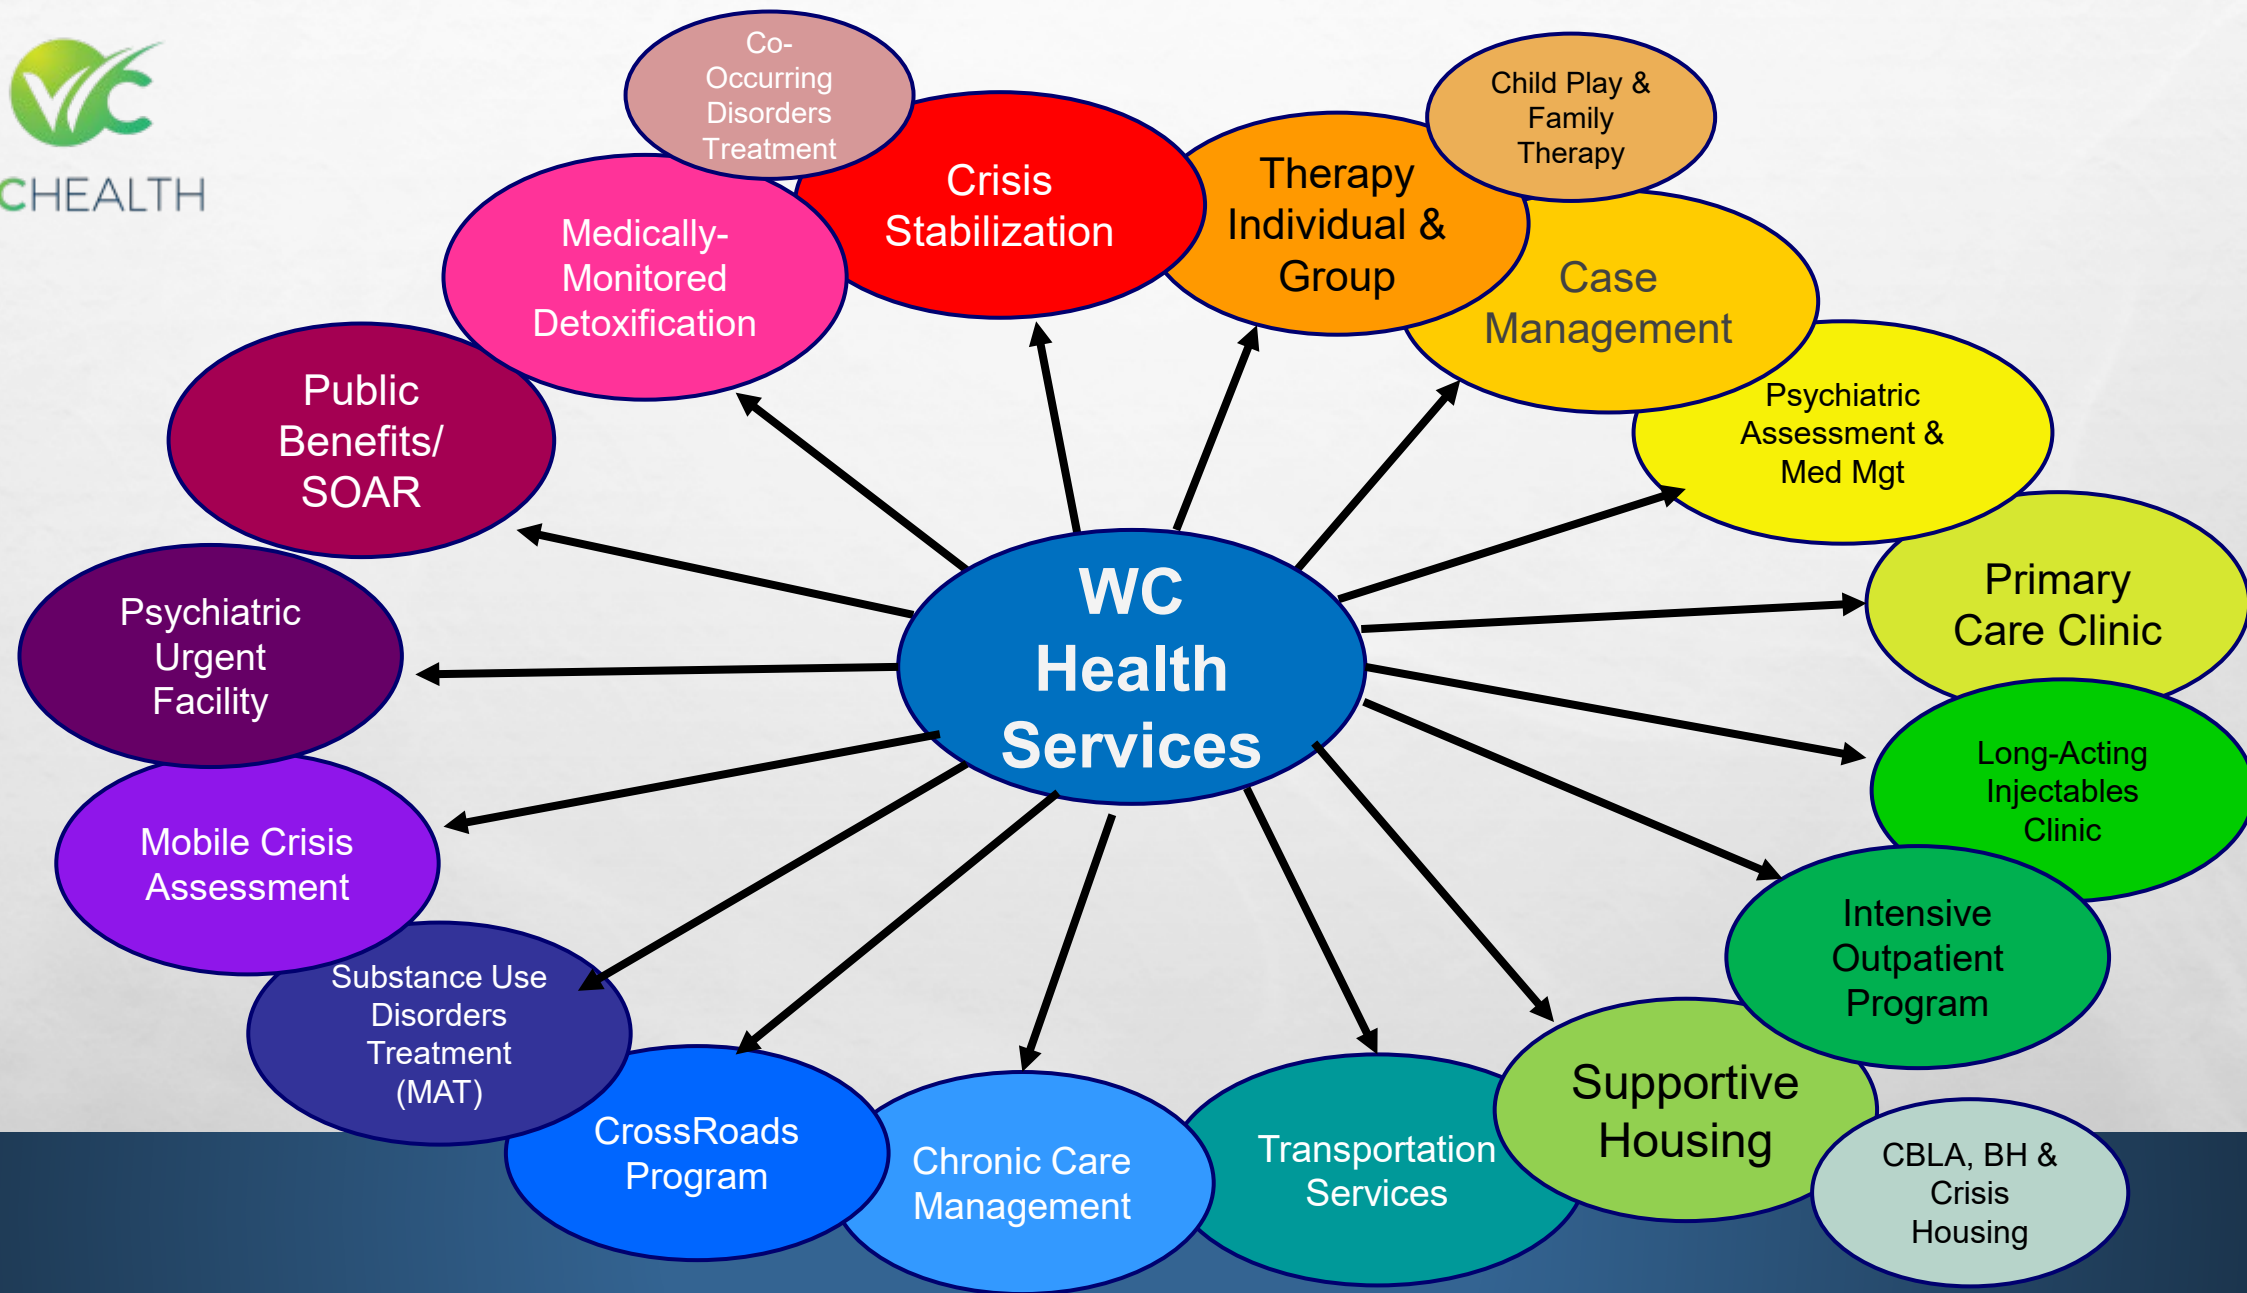 CHEALTH
Co-
Occurring
Disorders
Treatment
Crisis
Stabilization
Therapy
Individual &
Group
Child Play &
Family
Therapy
Case
Management
Medically-
Monitored
Detoxification
Psychiatric
Assessment &
Med Mgt
Public
Benefits/
SOAR
Primary
Care Clinic
WC
Health
Services
Psychiatric
Urgent
Facility
Long-Acting
Injectables
Clinic
Mobile Crisis
Assessment
Intensive
Outpatient
Program
Substance Use
Disorders
Treatment
(MAT)
Supportive
Housing
CrossRoads
Program
Chronic Care
Management
Transportation
Services
CBLA, BH &
Crisis
Housing